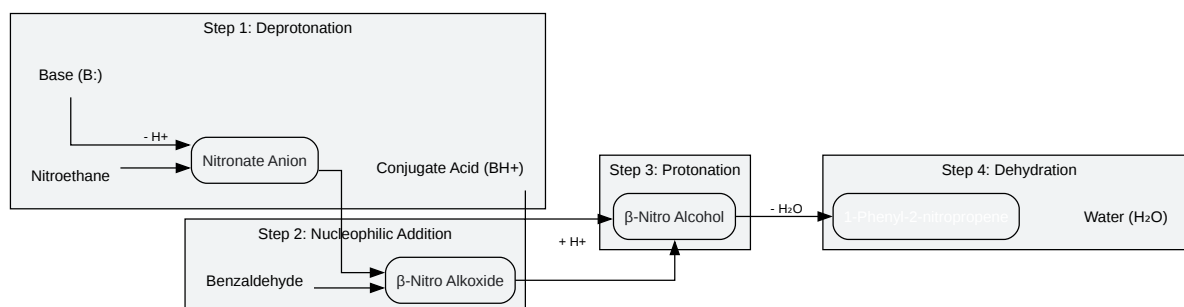 Step 1: Deprotonation
Base (B:)
- H+
Nitronate Anion
Nitroethane
Conjugate Acid (BH+)
Step 2: Nucleophilic Addition
Benzaldehyde
β-Nitro Alkoxide
+ H+
Step 3: Protonation
β-Nitro Alcohol
- H₂O
Step 4: Dehydration
1-Phenyl-2-nitropropene
Water (H₂O)